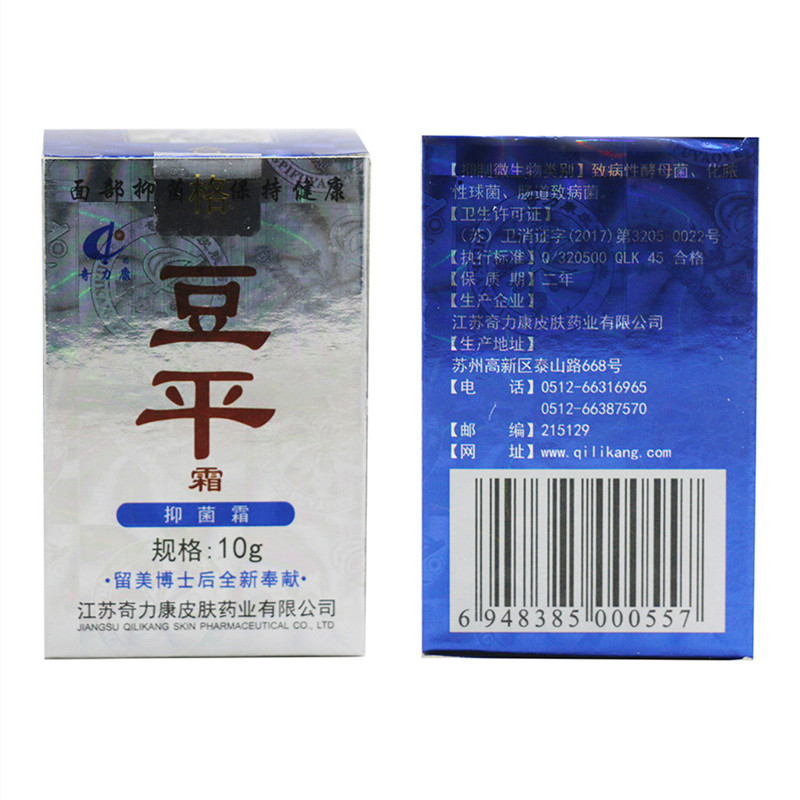 面部抑菌 格 保持健康
奇力康
豆
平
霜
抑菌霜
规格:10g
·留美博士后全新奉献·
江苏奇力康皮肤药业有限公司
JIANGSU QILIKANG SKIN PHARMACEUTICAL CO., LTD
【抑制微生物类别】致病性酵母菌、化脓
性球菌、肠道致病菌。
【卫生许可证】
(苏)卫消证字(2017)第3205-0022号
【执行标准】Q/320500 QLK 45 合格
【保 质 期】二年
【生产企业】
江苏奇力康皮肤药业有限公司
【生产地址】
苏州高新区泰山路668号
【电 话】0512-66316965
0512-66387570
【邮 编】215129
【网 址】www.qilikang.com
6 948385 000557